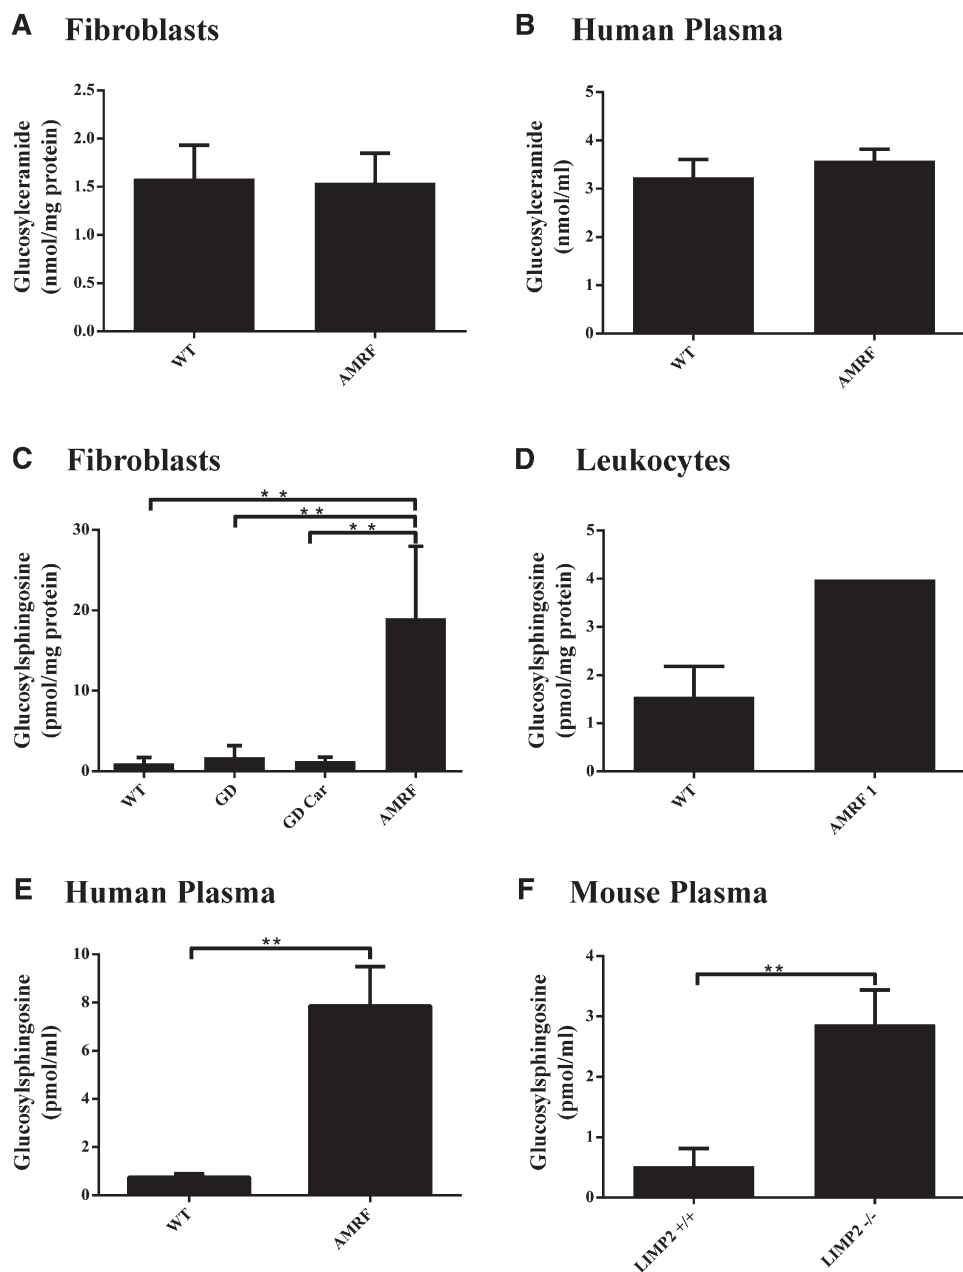 A Fibroblasts
Glucosylceramide
(nmol/mg protein)
2.5
2.0
1.5
1.0
0.5
0.0
WT
AMRF
B Human Plasma
Glucosylceramide
(nmol/ml)
5
4
3
2
1
0
WT
AMRF
C Fibroblasts
Glucosylsphingosine
(pmol/mg protein)
* *
* *
* *
30
20
10
0
WT
GD
GD Car
AMRF
D Leukocytes
Glucosylsphingosine
(pmol/mg protein)
5
4
3
2
1
0
WT
AMRF 1
E Human Plasma
Glucosylsphingosine
(pmol/ml)
**
10
8
6
4
2
0
WT
AMRF
F Mouse Plasma
Glucosylsphingosine
(pmol/ml)
**
4
3
2
1
0
LIMP2 +/+
LIMP2 -/-